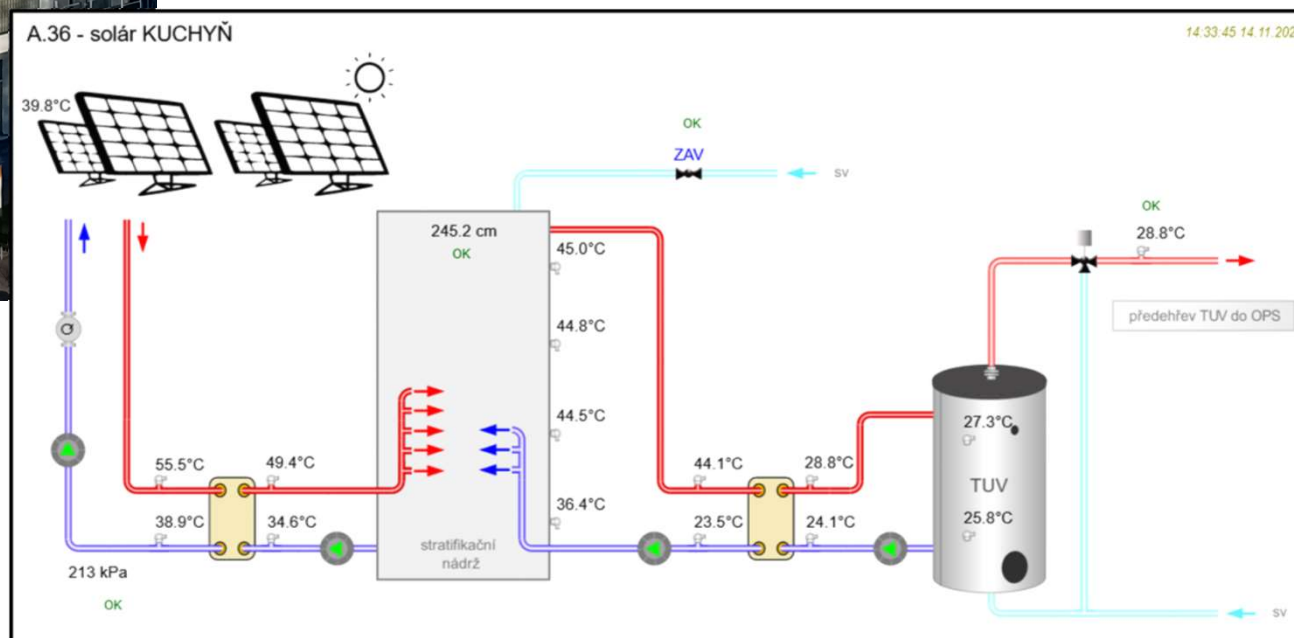 A.36 - solár KUCHYŇ
14:33:45 14.11.202
39.8°C
OK
ZAV
SV
245.2 cm
OK
45.0°C
OK
28.8°C
44.8°C
předehřev TUV do OPS
44.5°C
27.3°C
55.5°C
49.4°C
44.1°C
28.8°C
TUV
36.4°C
25.8°C
38.9°C
34.6°C
23.5°C
24.1°C
stratifikační
nádrž
213 kPa
OK
SV